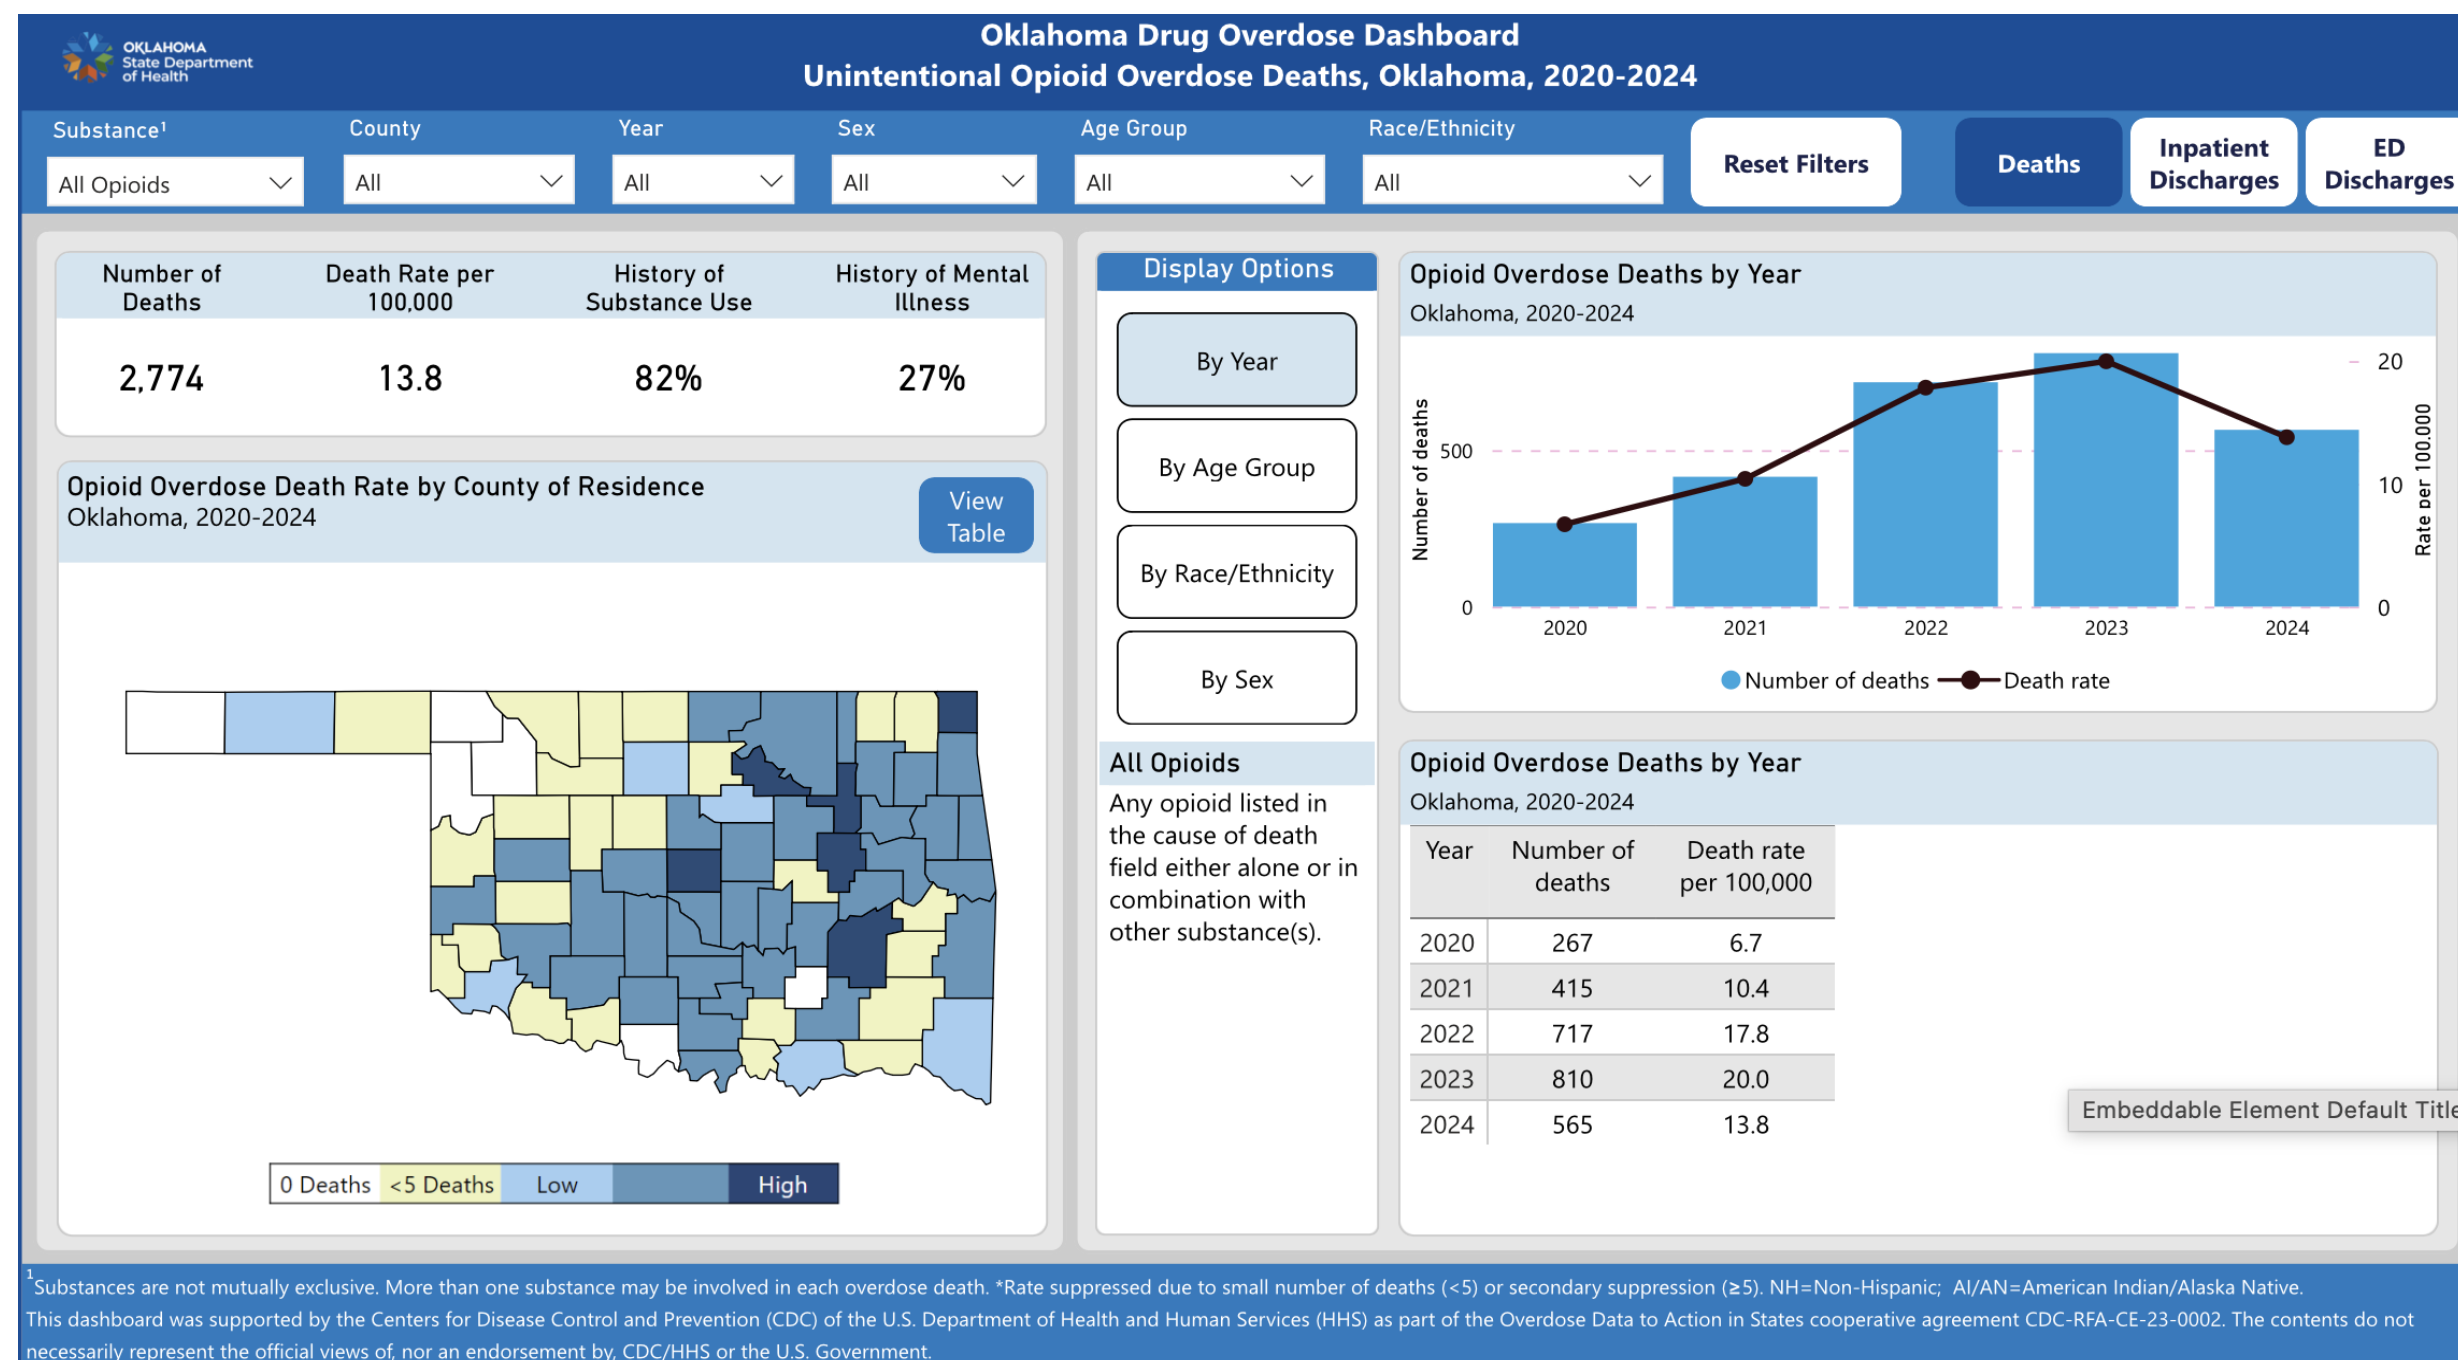 Oklahoma Drug Overdose Dashboard
Unintentional Opioid Overdose Deaths, Oklahoma, 2020-2024
OKLAHOMA
State Department
of Health
Substance¹
All Opioids
County
All
Year
All
Sex
All
Age Group
All
Race/Ethnicity
All
Reset Filters
Deaths
Inpatient
Discharges
ED
Discharges
Number of
Deaths
Death Rate per
100,000
History of
Substance Use
History of Mental
Illness
2,774
13.8
82%
27%
Opioid Overdose Death Rate by County of Residence
Oklahoma, 2020-2024
View
Table
0 Deaths
<5 Deaths
Low
High
Display Options
By Year
By Age Group
By Race/Ethnicity
By Sex
All Opioids
Any opioid listed in
the cause of death
field either alone or in
combination with
other substance(s).
Opioid Overdose Deaths by Year
Oklahoma, 2020-2024
Number of deaths
500
0
20
10
0
Rate per 100,000
2020 2021 2022 2023 2024
Number of deaths
Death rate
Opioid Overdose Deaths by Year
Oklahoma, 2020-2024
Year
Number of
deaths
Death rate
per 100,000
2020 267 6.7
2021 415 10.4
2022 717 17.8
2023 810 20.0
2024 565 13.8
Embeddable Element Default Title
¹Substances are not mutually exclusive. More than one substance may be involved in each overdose death. *Rate suppressed due to small number of deaths (<5) or secondary suppression (≥5). NH=Non-Hispanic; AI/AN=American Indian/Alaska Native.
This dashboard was supported by the Centers for Disease Control and Prevention (CDC) of the U.S. Department of Health and Human Services (HHS) as part of the Overdose Data to Action in States cooperative agreement CDC-RFA-CE-23-0002. The contents do not
necessarily represent the official views of, nor an endorsement by, CDC/HHS or the U.S. Government.